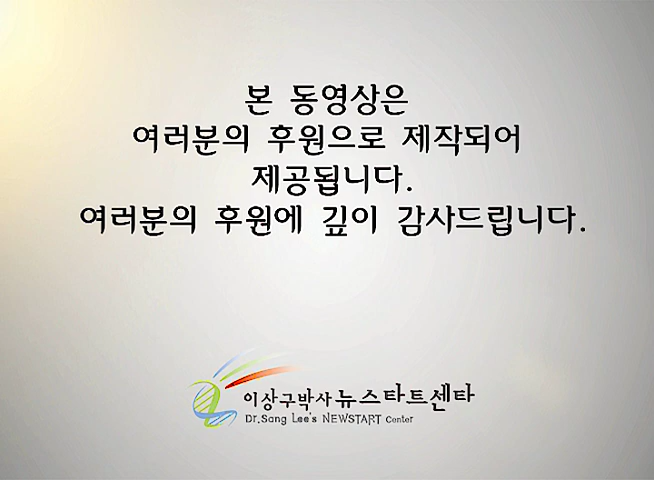 본 동영상은
여러분의 후원으로 제작되어
제공됩니다.
여러분의 후원에 깊이 감사드립니다.
이상구박사 뉴스타트센타
Dr.Sang Lee's NEWSTART Center